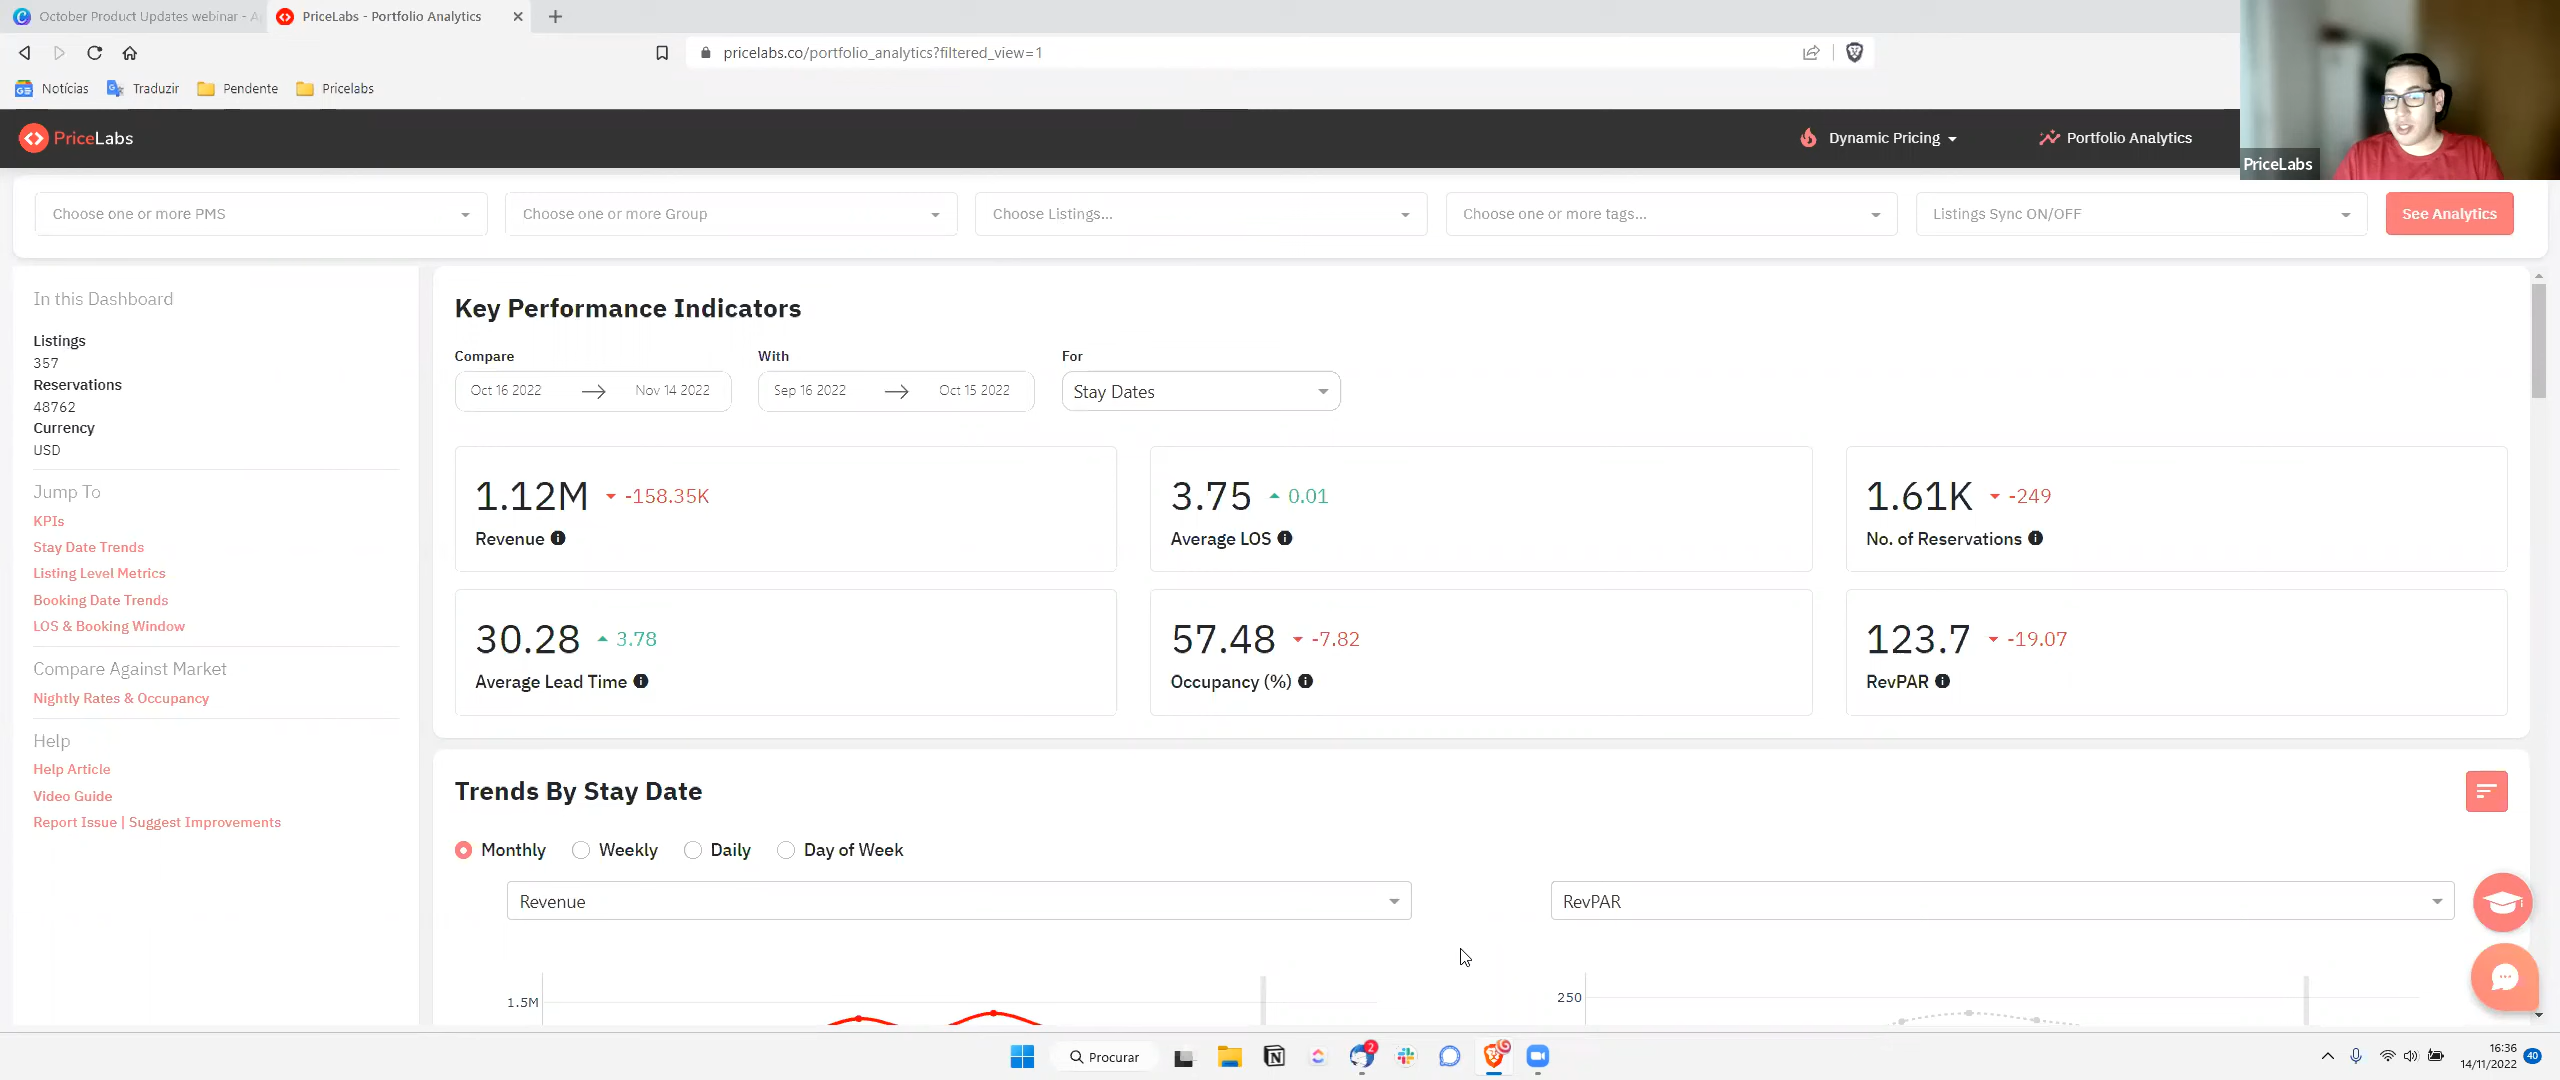 October Product Updates webinar - A
PriceLabs - Portfolio Analytics
pricelabs.co/portfolio_analytics?filtered_view=1
Notícias
Traduzir
Pendente
Pricelabs
PriceLabs
Dynamic Pricing
Portfolio Analytics
PriceLabs
Choose one or more PMS
Choose one or more Group
Choose Listings...
Choose one or more tags...
Listings Sync ON/OFF
See Analytics
In this Dashboard
Listings
357
Reservations
48762
Currency
USD
Jump To
KPIs
Stay Date Trends
Listing Level Metrics
Booking Date Trends
LOS & Booking Window
Compare Against Market
Nightly Rates & Occupancy
Help
Help Article
Video Guide
Report Issue | Suggest Improvements
Key Performance Indicators
Compare
With
For
Oct 16 2022
Nov 14 2022
Sep 16 2022
Oct 15 2022
Stay Dates
1.12M -158.35K
Revenue
3.75 0.01
Average LOS
1.61K -249
No. of Reservations
30.28 3.78
Average Lead Time
57.48 -7.82
Occupancy (%)
123.7 -19.07
RevPAR
Trends By Stay Date
Monthly
Weekly
Daily
Day of Week
Revenue
RevPAR
1.5M
250
Procurar
2
16:36
14/11/2022
40